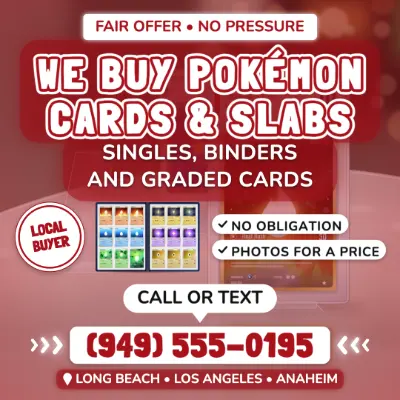 FAIR OFFER • NO PRESSURE
WE BUY POKÉMON
CARDS & SLABS
SINGLES, BINDERS
AND GRADED CARDS
LOCAL
BUYER
NO OBLIGATION
PHOTOS FOR A PRICE
CALL OR TEXT
(949) 555-0195
LONG BEACH • LOS ANGELES • ANAHEIM